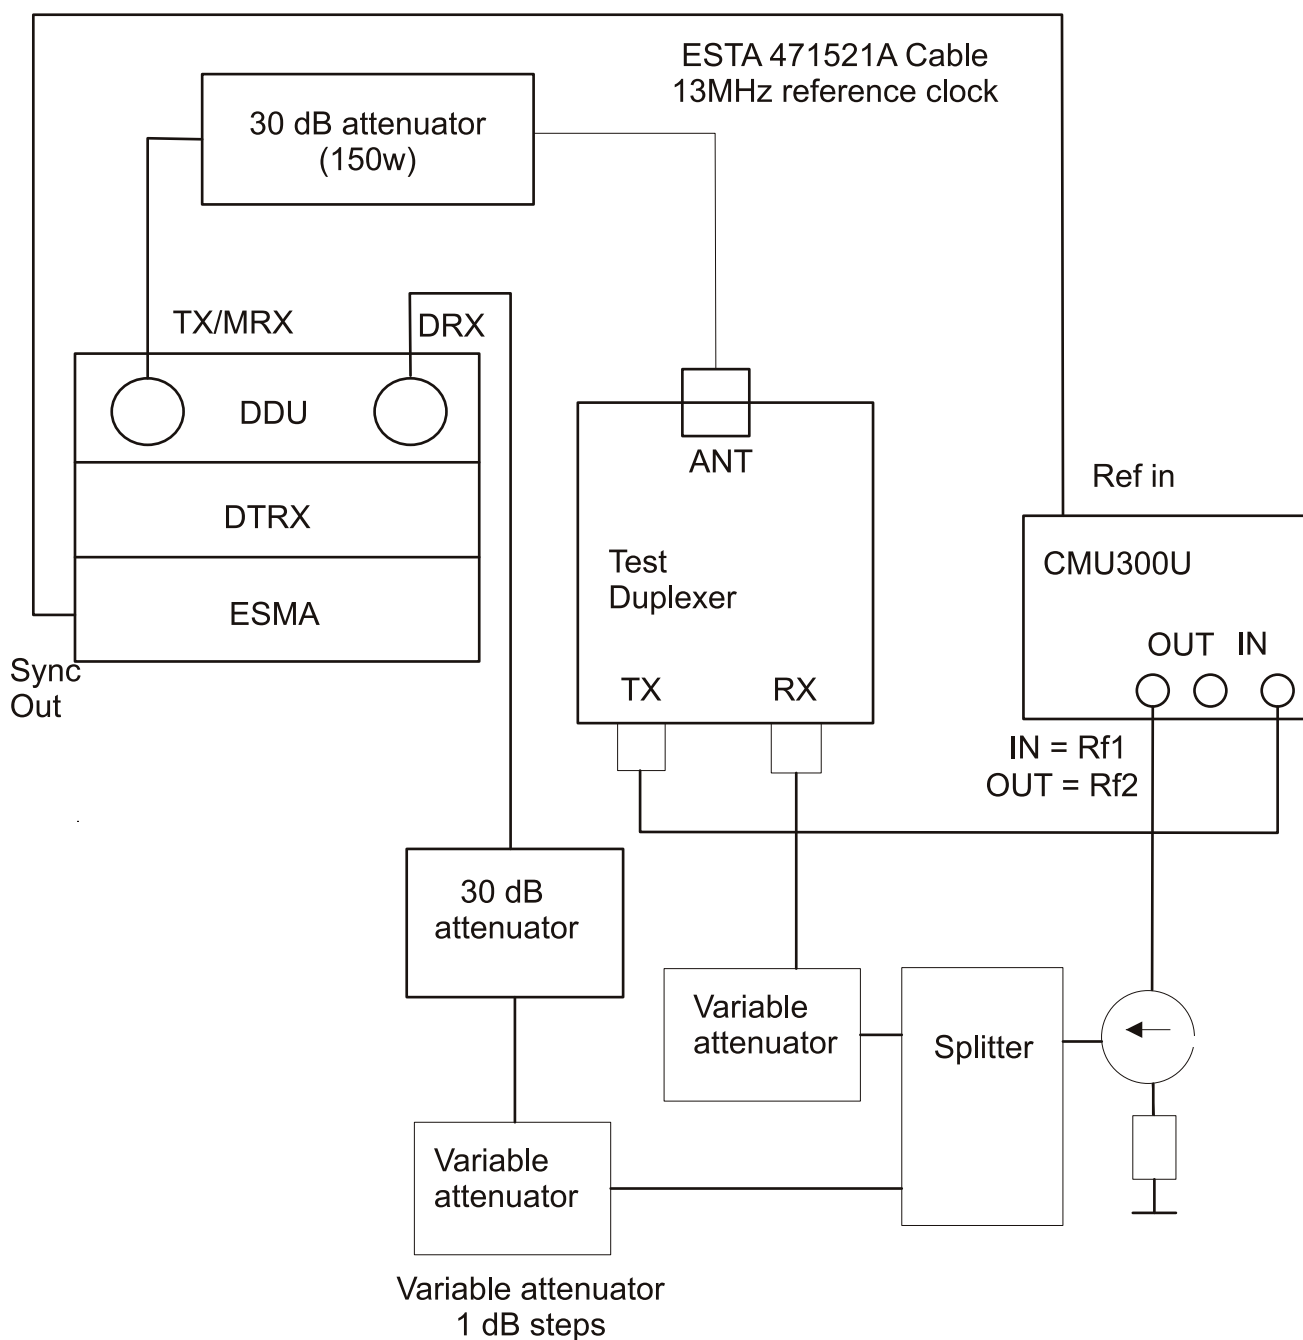 ESTA 471521A Cable
13MHz reference clock
30 dB attenuator
(150w)
TX/MRX
DRX
DDU
DTRX
ESMA
Sync
Out
ANT
Test
Duplexer
TX
RX
Ref in
CMU300U
OUT
IN
IN = Rf1
OUT = Rf2
30 dB
attenuator
Variable
attenuator
Splitter
Variable
attenuator
Variable attenuator
1 dB steps